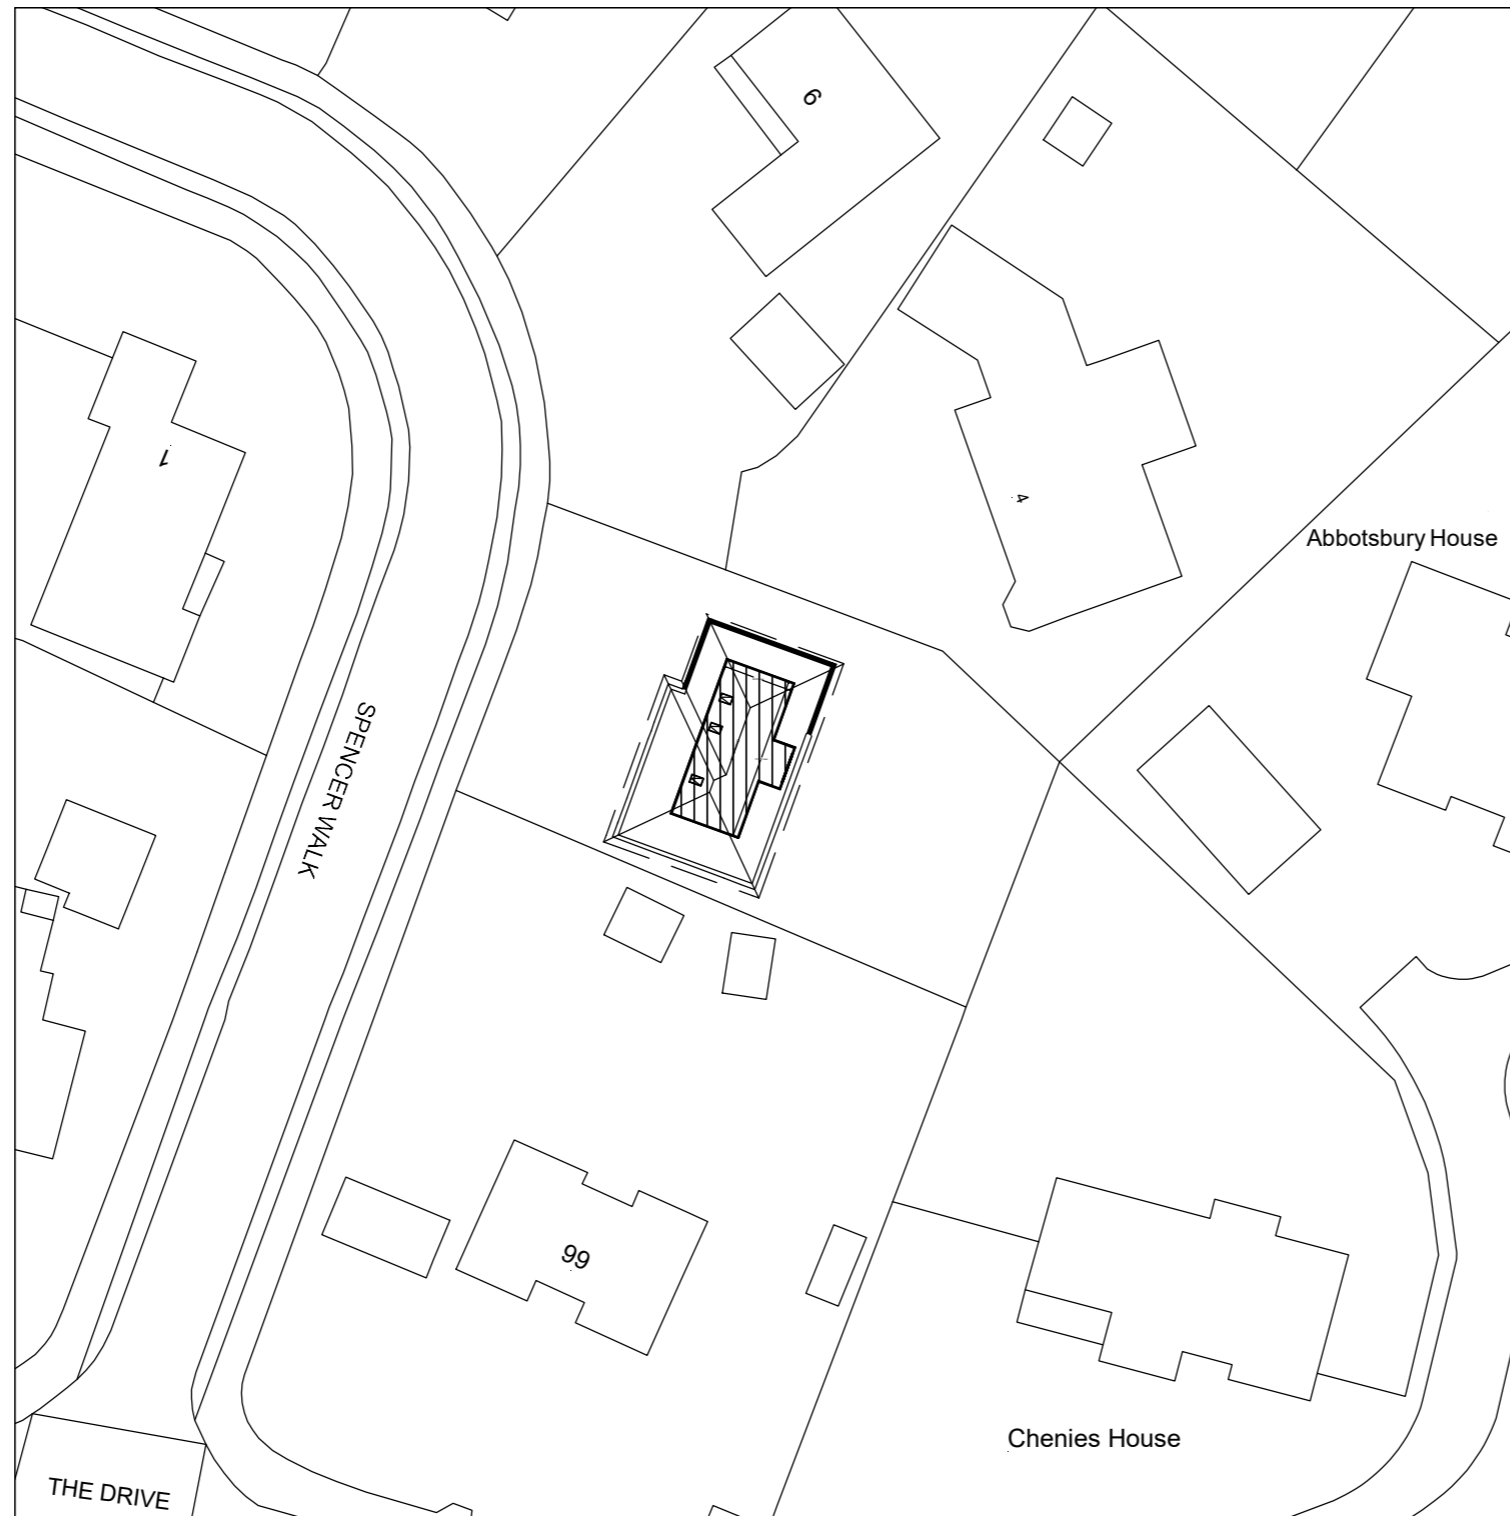 6
1
4
Abbotsbury House
SPENCER WALK
99
Chenies House
THE DRIVE